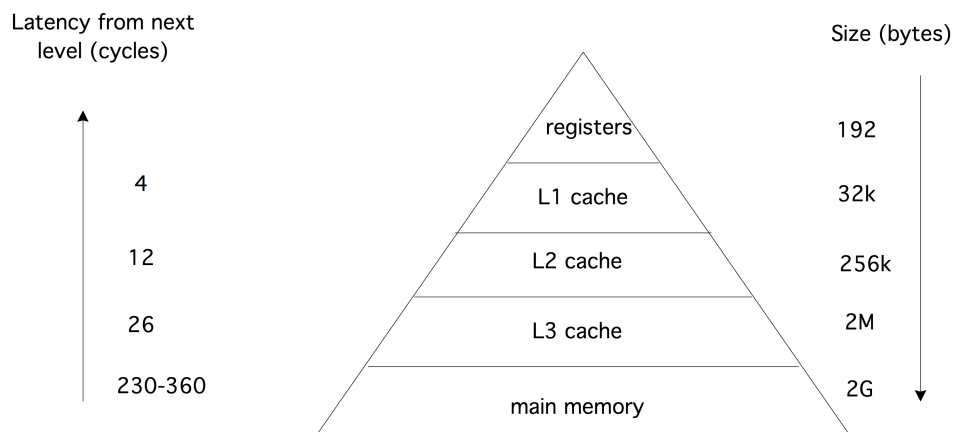 Latency from next
level (cycles)
Size (bytes)
registers
192
4
L1 cache
32k
12
L2 cache
256k
26
L3 cache
2M
230-360
main memory
2G